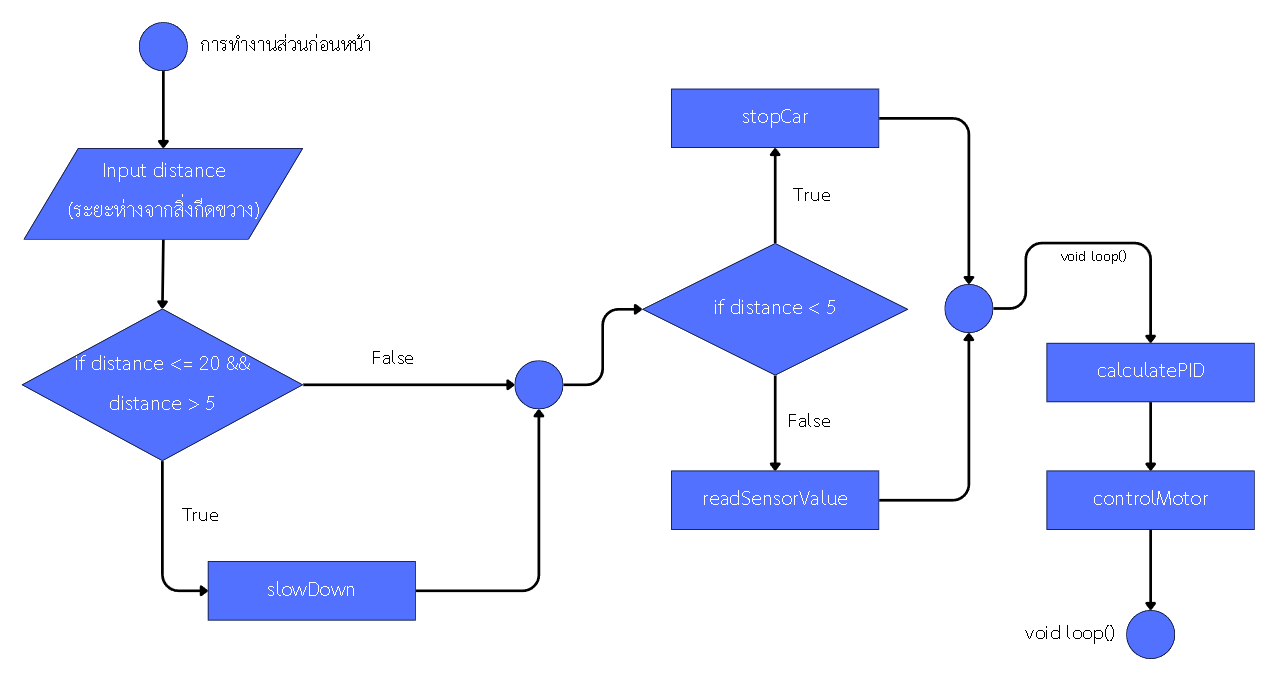 การทำงานส่วนก่อนหน้า
Input distance
(ระยะห่างจากสิ่งกีดขวาง)
if distance <= 20 &&
distance > 5
False
True
slowDown
stopCar
True
if distance < 5
False
readSensorValue
void loop()
calculatePID
controlMotor
void loop()